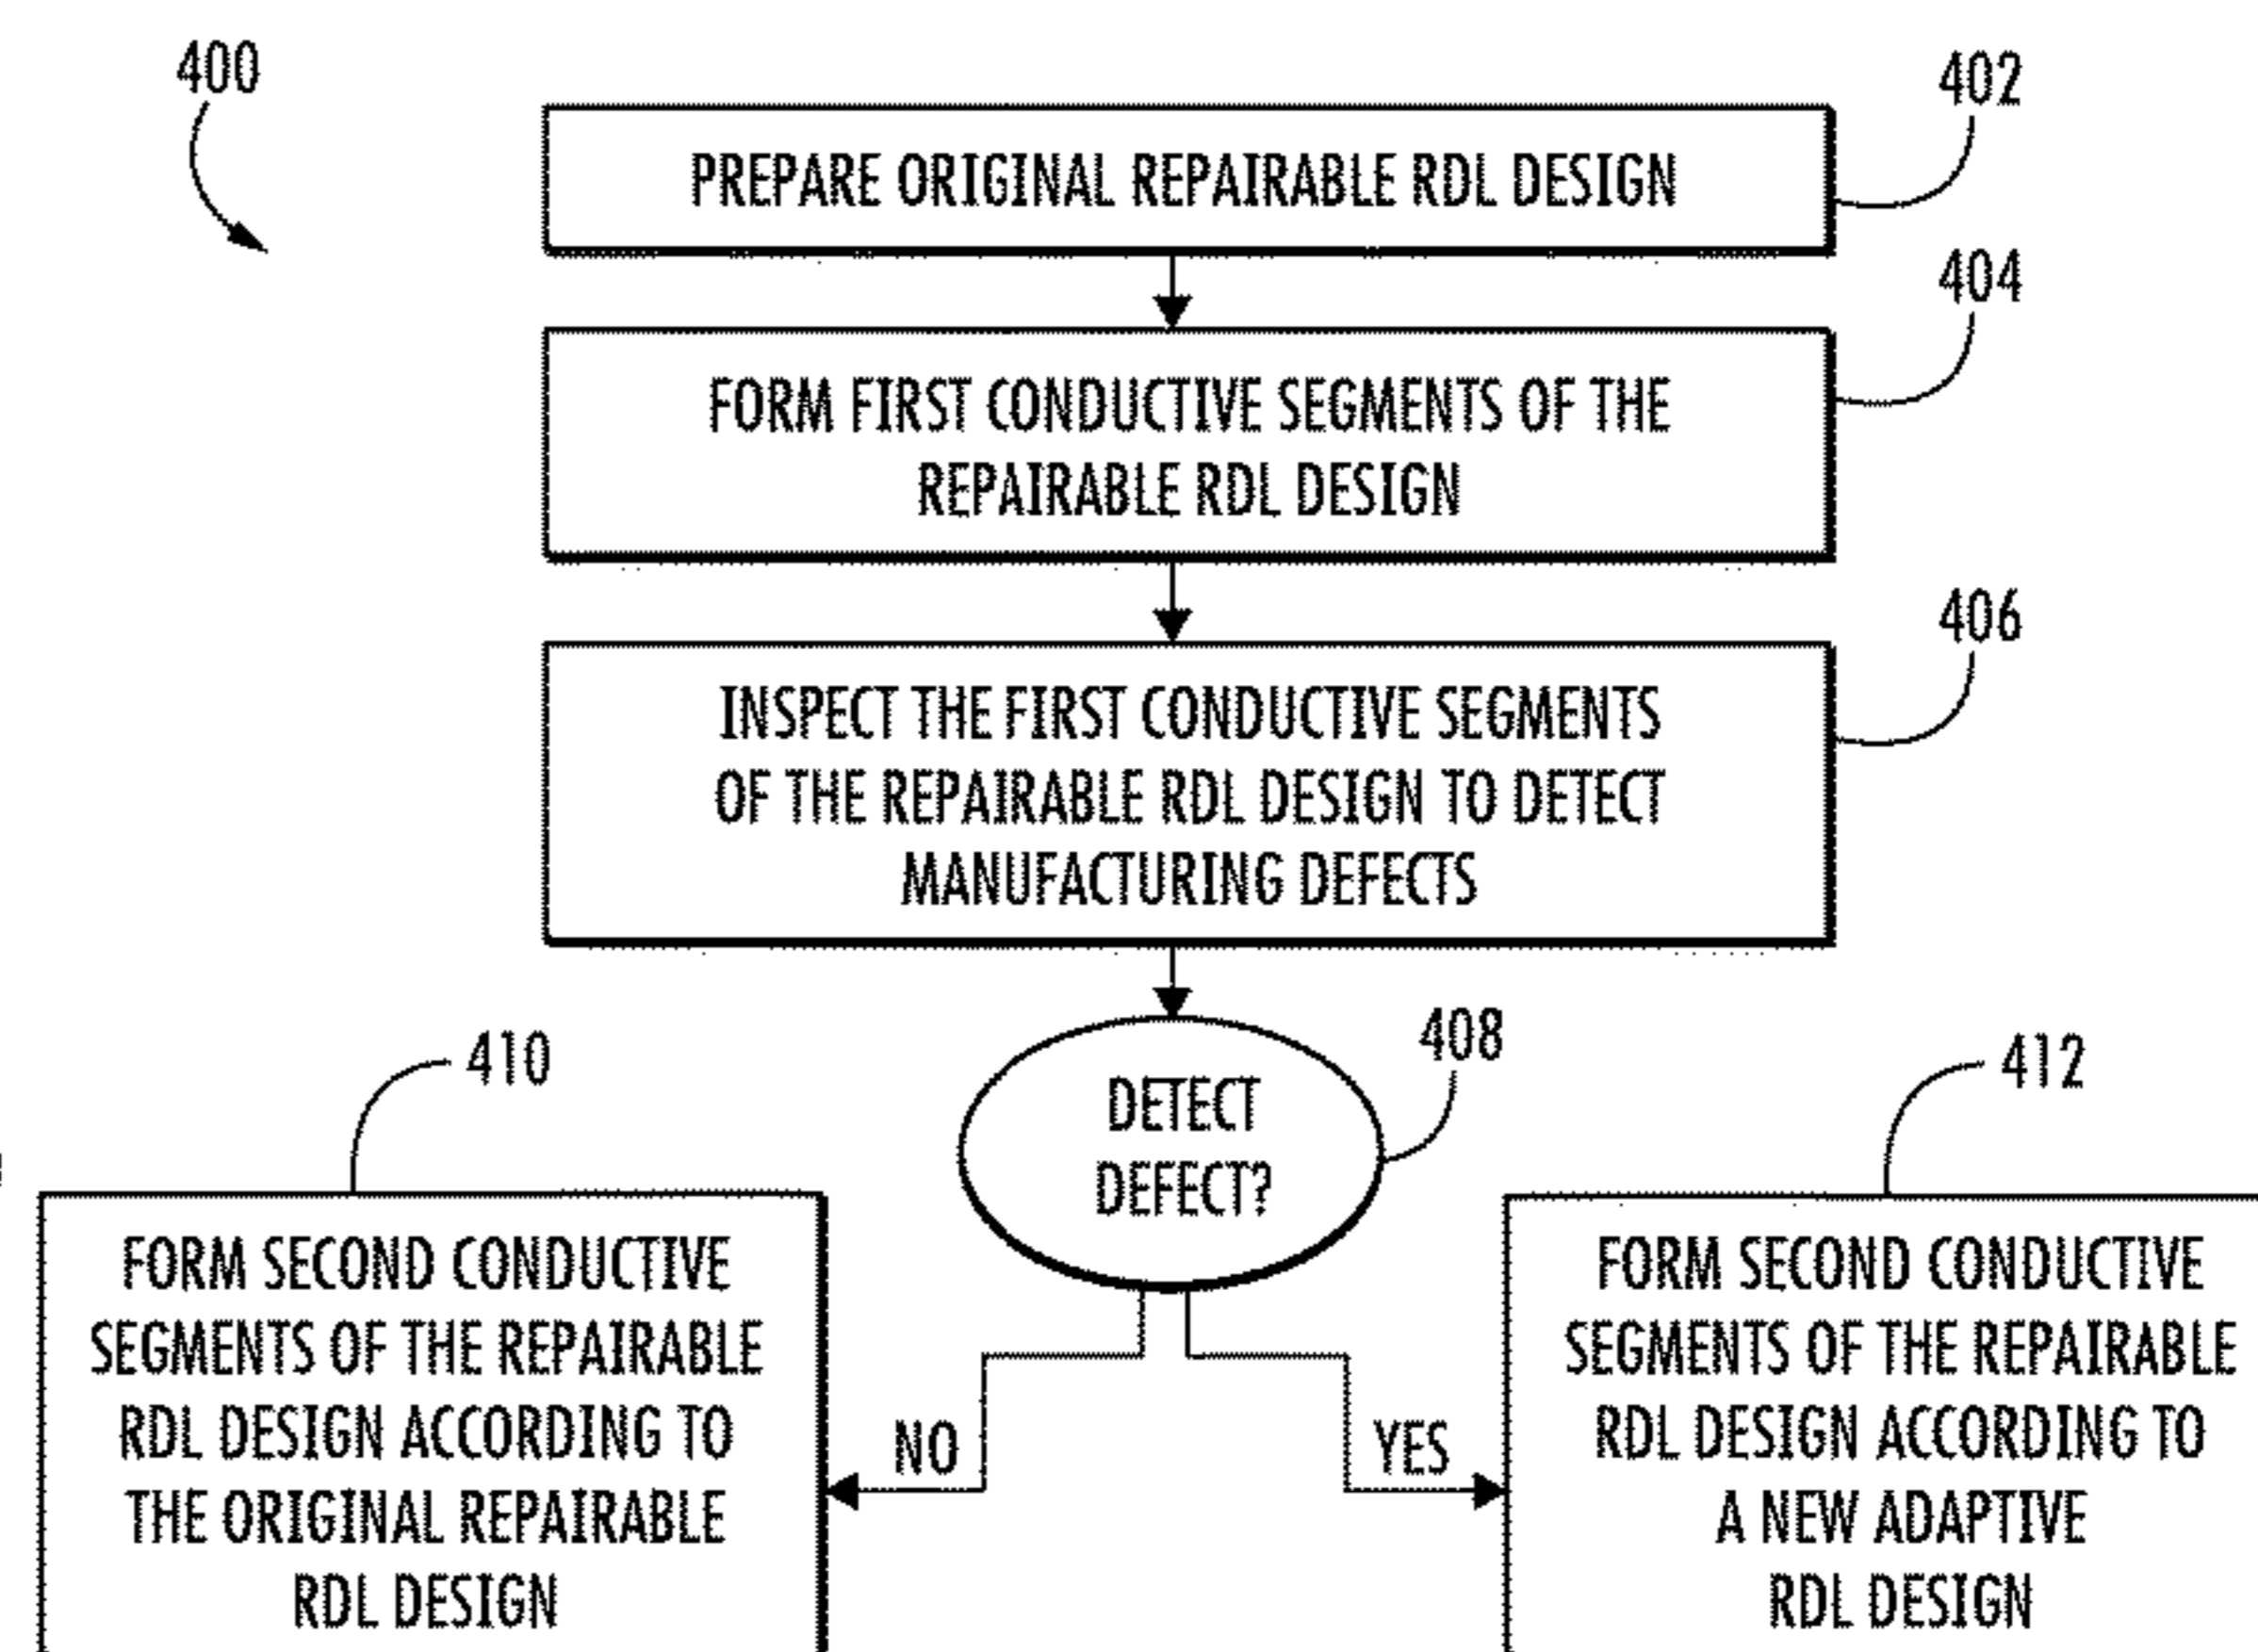 400
402
PREPARE ORIGINAL REPAIRABLE RDL DESIGN
404
FORM FIRST CONDUCTIVE SEGMENTS OF THE
REPAIRABLE RDL DESIGN
406
INSPECT THE FIRST CONDUCTIVE SEGMENTS
OF THE REPAIRABLE RDL DESIGN TO DETECT
MANUFACTURING DEFECTS
408
DETECT
DEFECT?
410
FORM SECOND CONDUCTIVE
SEGMENTS OF THE REPAIRABLE
RDL DESIGN ACCORDING TO
THE ORIGINAL REPAIRABLE
RDL DESIGN
NO
YES
412
FORM SECOND CONDUCTIVE
SEGMENTS OF THE REPAIRABLE
RDL DESIGN ACCORDING TO
A NEW ADAPTIVE
RDL DESIGN